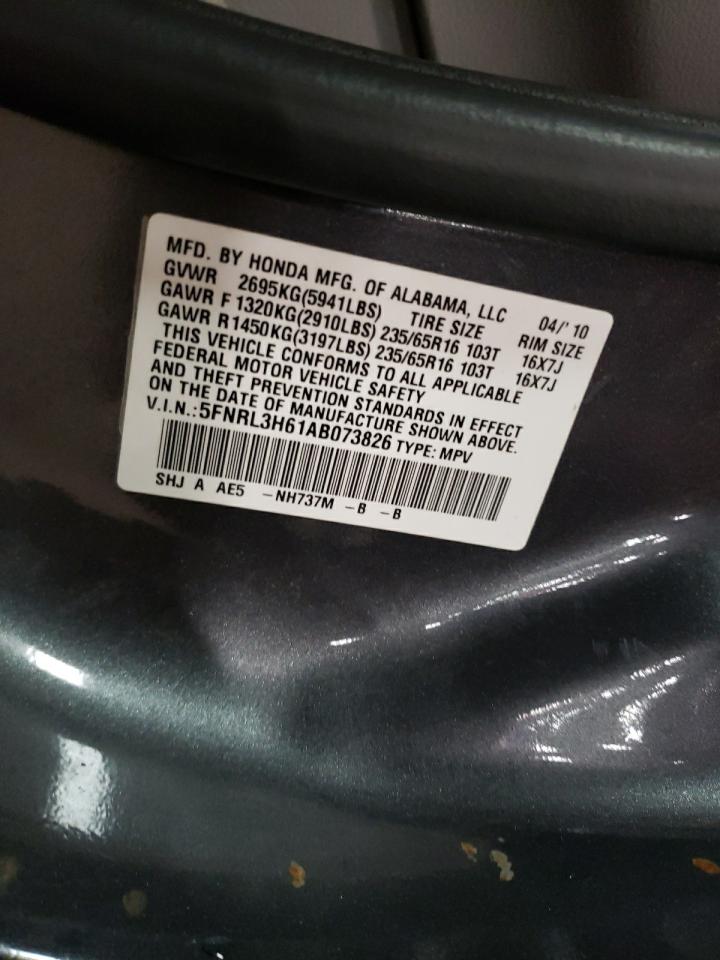 MFD. BY HONDA MFG. OF ALABAMA, LLC 04/'10
GVWR 2695KG(5941LBS) TIRE SIZE RIM SIZE
GAWR F 1320KG(2910LBS) 235/65R16 103T 16X7J
GAWR R 1450KG(3197LBS) 235/65R16 103T 16X7J
THIS VEHICLE CONFORMS TO ALL APPLICABLE
FEDERAL MOTOR VEHICLE SAFETY
AND THEFT PREVENTION STANDARDS IN EFFECT
ON THE DATE OF MANUFACTURE SHOWN ABOVE.
V.I.N.:5FNRL3H61AB073826 TYPE: MPV
SHJ A AE5 -NH737M -B -B